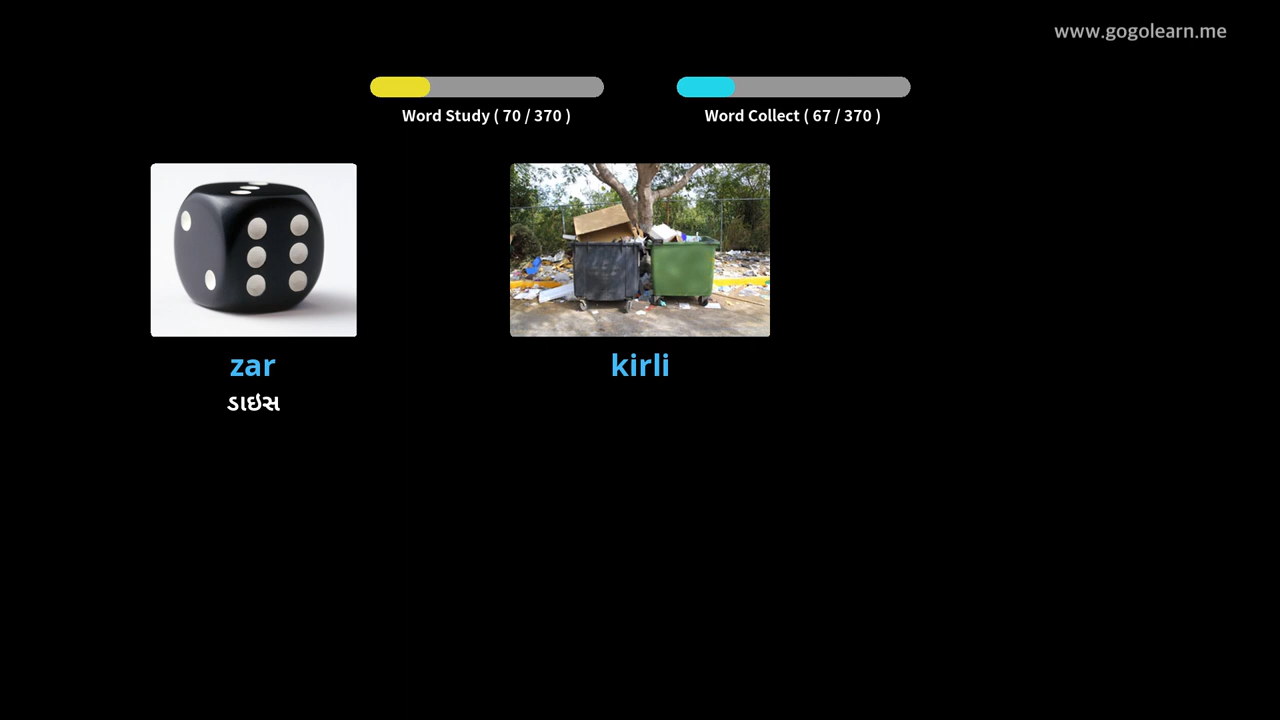 www.gogolearn.me
Word Study ( 70 / 370 )
Word Collect ( 67 / 370 )
zar
kirli
ડાઇસ